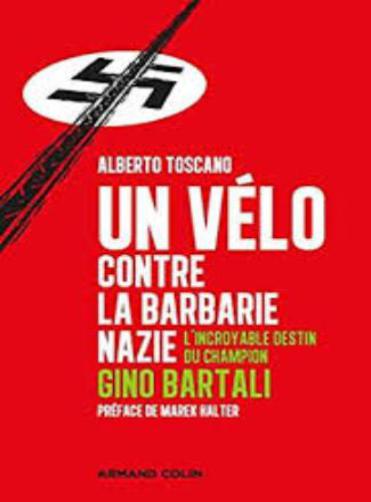 ALBERTO TOSCANO
UN VÉLO
CONTRE
LA BARBARIE
NAZIE
L'INCROYABLE DESTIN
DU CHAMPION
GINO BARTALI
PRÉFACE DE MAREK HALTER
ARMAND COLIN